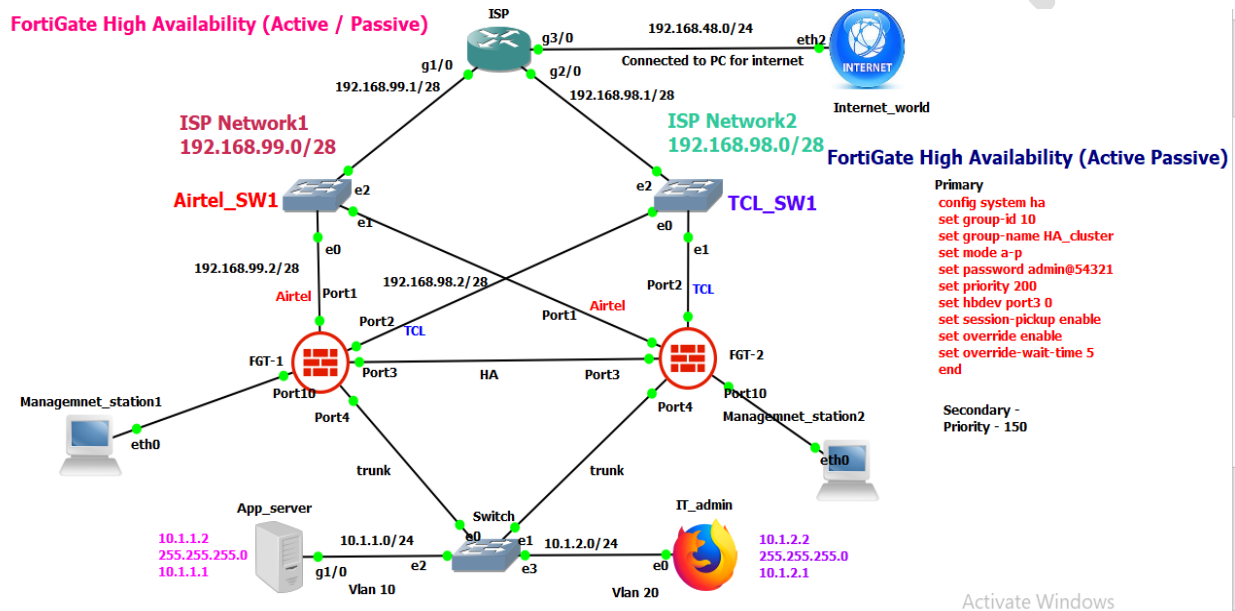 FortiGate High Availability (Active / Passive)
ISP
192.168.48.0/24
g3/0
eth2
Connected to PC for internet
INTERNET
Internet_world
g1/0
g2/0
192.168.99.1/28
192.168.98.1/28
ISP Network1
192.168.99.0/28
ISP Network2
192.168.98.0/28
FortiGate High Availability (Active Passive)
e2
e2
Airtel_SW1
TCL_SW1
e1
e0
e0
e1
192.168.99.2/28
192.168.98.2/28
Airtel
Port1
Port2
TCL
Airtel
Port1
Port2
TCL
FGT-1
Port3
HA
Port3
FGT-2
Port10
Port4
Port4
Port10
Managemnet_station1
eth0
Managemnet_station2
eth0
trunk
trunk
Primary
config system ha
set group-id 10
set group-name HA_cluster
set mode a-p
set password admin@54321
set priority 200
set hbdev port3 0
set session-pickup enable
set override enable
set override-wait-time 5
end
Secondary -
Priority - 150
App_server
Switch
IT_admin
10.1.1.2
255.255.255.0
10.1.1.1
g1/0
10.1.1.0/24
e2
Vlan 10
e0
e1
e3
10.1.2.0/24
e0
Vlan 20
10.1.2.2
255.255.255.0
10.1.2.1
Activate Windows